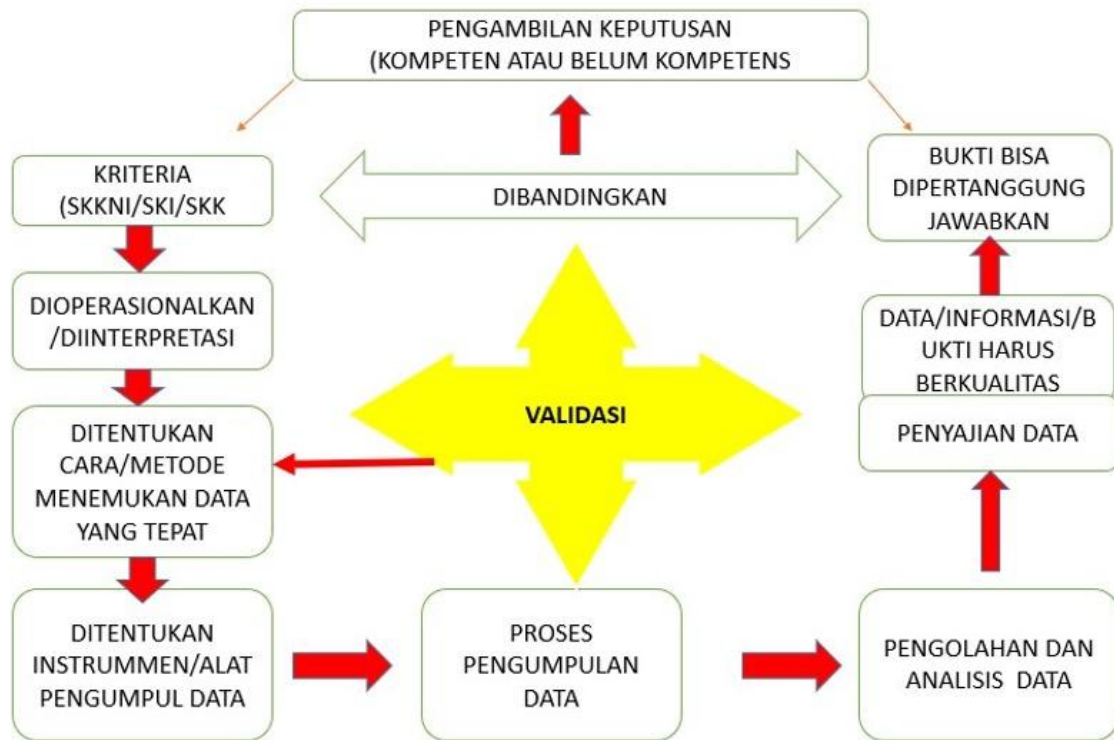 PENGAMBILAN KEPUTUSAN
(KOMPETEN ATAU BELUM KOMPETENS
KRITERIA
(SKKNI/SKI/SKK
DIBANDINGKAN
BUKTI BISA
DIPERTANGGUNG
JAWABKAN
DIOPERASIONALKAN
/DIINTERPRETASI
DATA/INFORMASI/B
UKTI HARUS
BERKUALITAS
VALIDASI
PENYAJIAN DATA
DITENTUKAN
CARA/METODE
MENEMUKAN DATA
YANG TEPAT
DITENTUKAN
INSTRUMMEN/ALAT
PENGUMPUL DATA
PROSES
PENGUMPULAN
DATA
PENGOLAHAN DAN
ANALISIS DATA